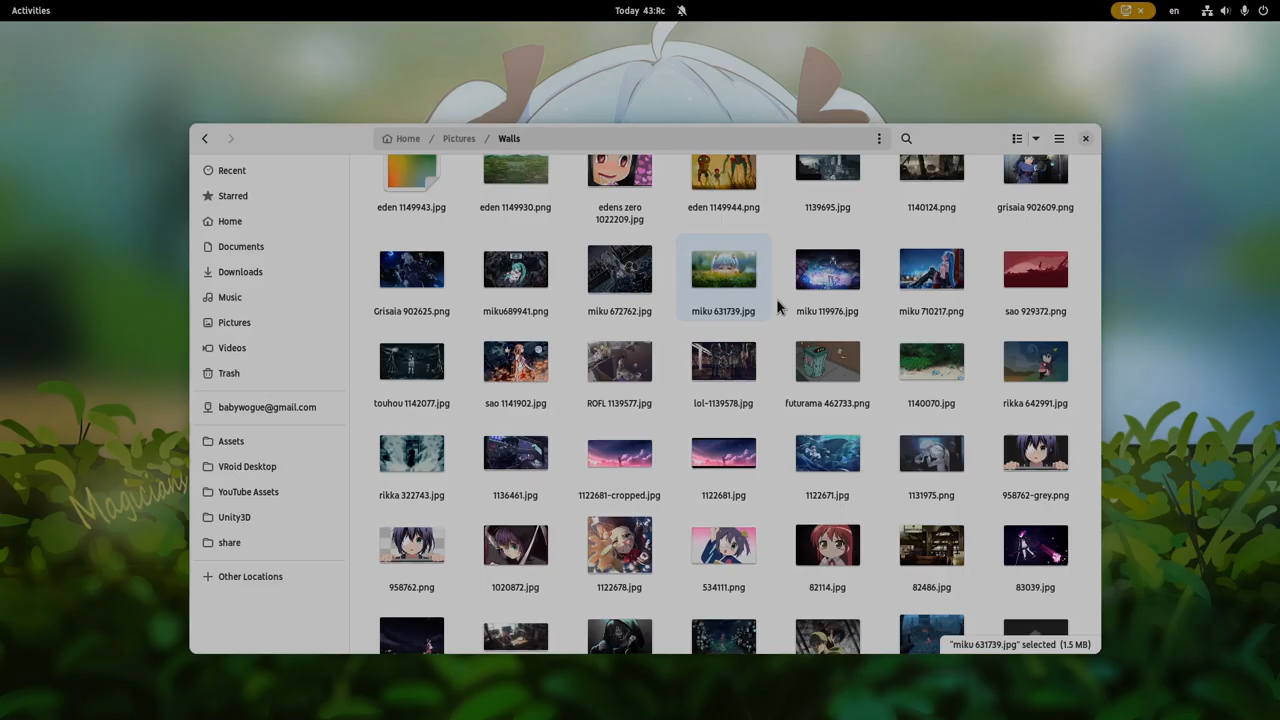 Activities
Today 43:Rc
en
Home / Pictures / Walls
Recent
Starred
Home
Documents
Downloads
Music
Pictures
Videos
Trash
babywogue@gmail.com
Assets
VRoid Desktop
YouTube Assets
Unity3D
share
Other Locations
eden 1149943.jpg
eden 1149930.png
edens zero
1022209.jpg
eden 1149944.png
1139695.jpg
1140124.png
grisaia 902609.png
Grisaia 902625.png
miku689941.png
miku 672762.jpg
miku 631739.jpg
miku 119976.jpg
miku 710217.png
sao 929372.png
touhou 1142077.jpg
sao 1141902.jpg
ROFL 1139577.jpg
lol-1139578.jpg
futurama 462733.png
1140070.jpg
rikka 642991.jpg
rikka 322743.jpg
1136461.jpg
1122681-cropped.jpg
1122681.jpg
1122671.jpg
1131975.png
958762-grey.png
958762.png
1020872.jpg
1122678.jpg
534111.png
82114.jpg
82486.jpg
83039.jpg
"miku 631739.jpg" selected (1.5 MB)
Magicians